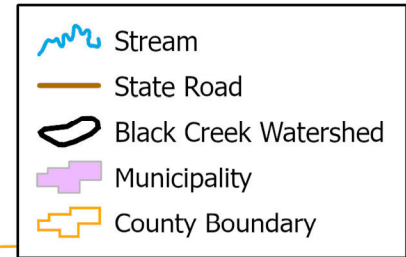 Stream
State Road
Black Creek Watershed
Municipality
County Boundary